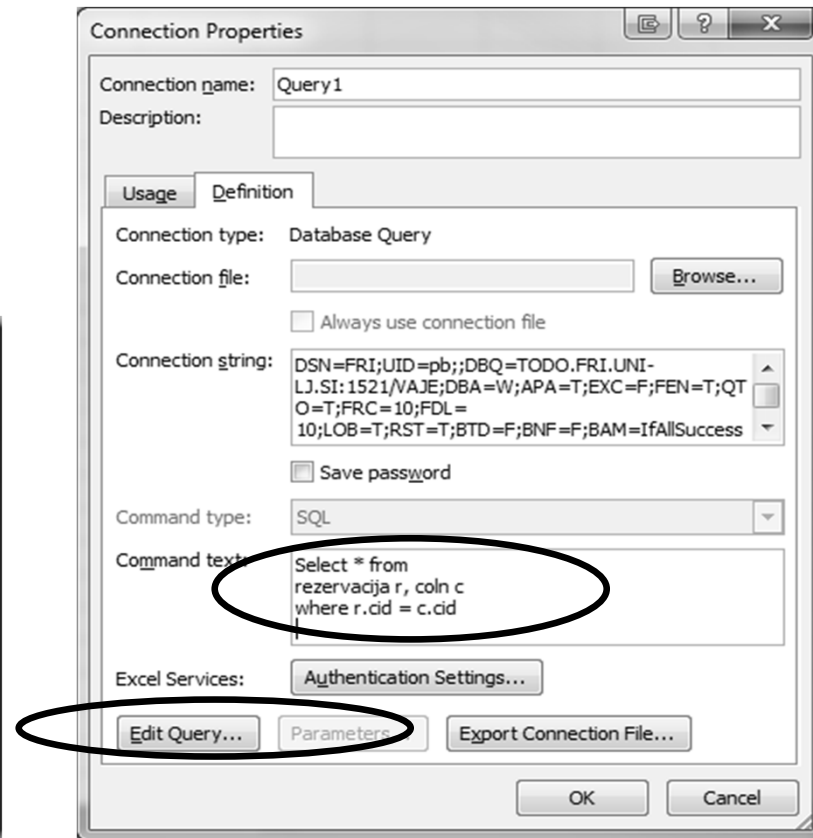 Connection Properties
Connection name: Query1
Description:
Usage Definition
Connection type: Database Query
Connection file: Browse...
Always use connection file
Connection string: DSN=FRI;UID=pb;;DBQ=TODO.FRI.UNI-
LJ.SI:1521/VAJE;DBA=W;APA=T;EXC=F;FEN=T;QT
O=T;FRC=10;FDL=
10;LOB=T;RST=T;BTD=F;BNF=F;BAM=IfAllSuccess
Save password
Command type: SQL
Command text: Select * from
rezervacija r, coln c
where r.cid = c.cid
Excel Services: Authentication Settings...
Edit Query... Parameters... Export Connection File...
OK Cancel